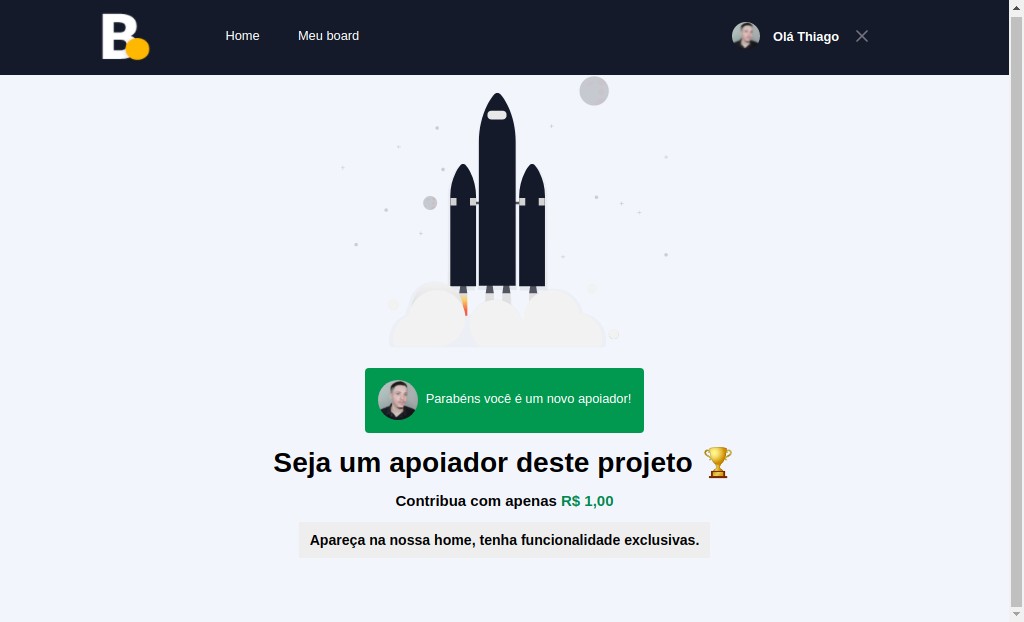 B
Home
Meu board
Olá Thiago
Parabéns você é um novo apoiador!
Seja um apoiador deste projeto 🏆
Contribua com apenas R$ 1,00
Apareça na nossa home, tenha funcionalidade exclusivas.